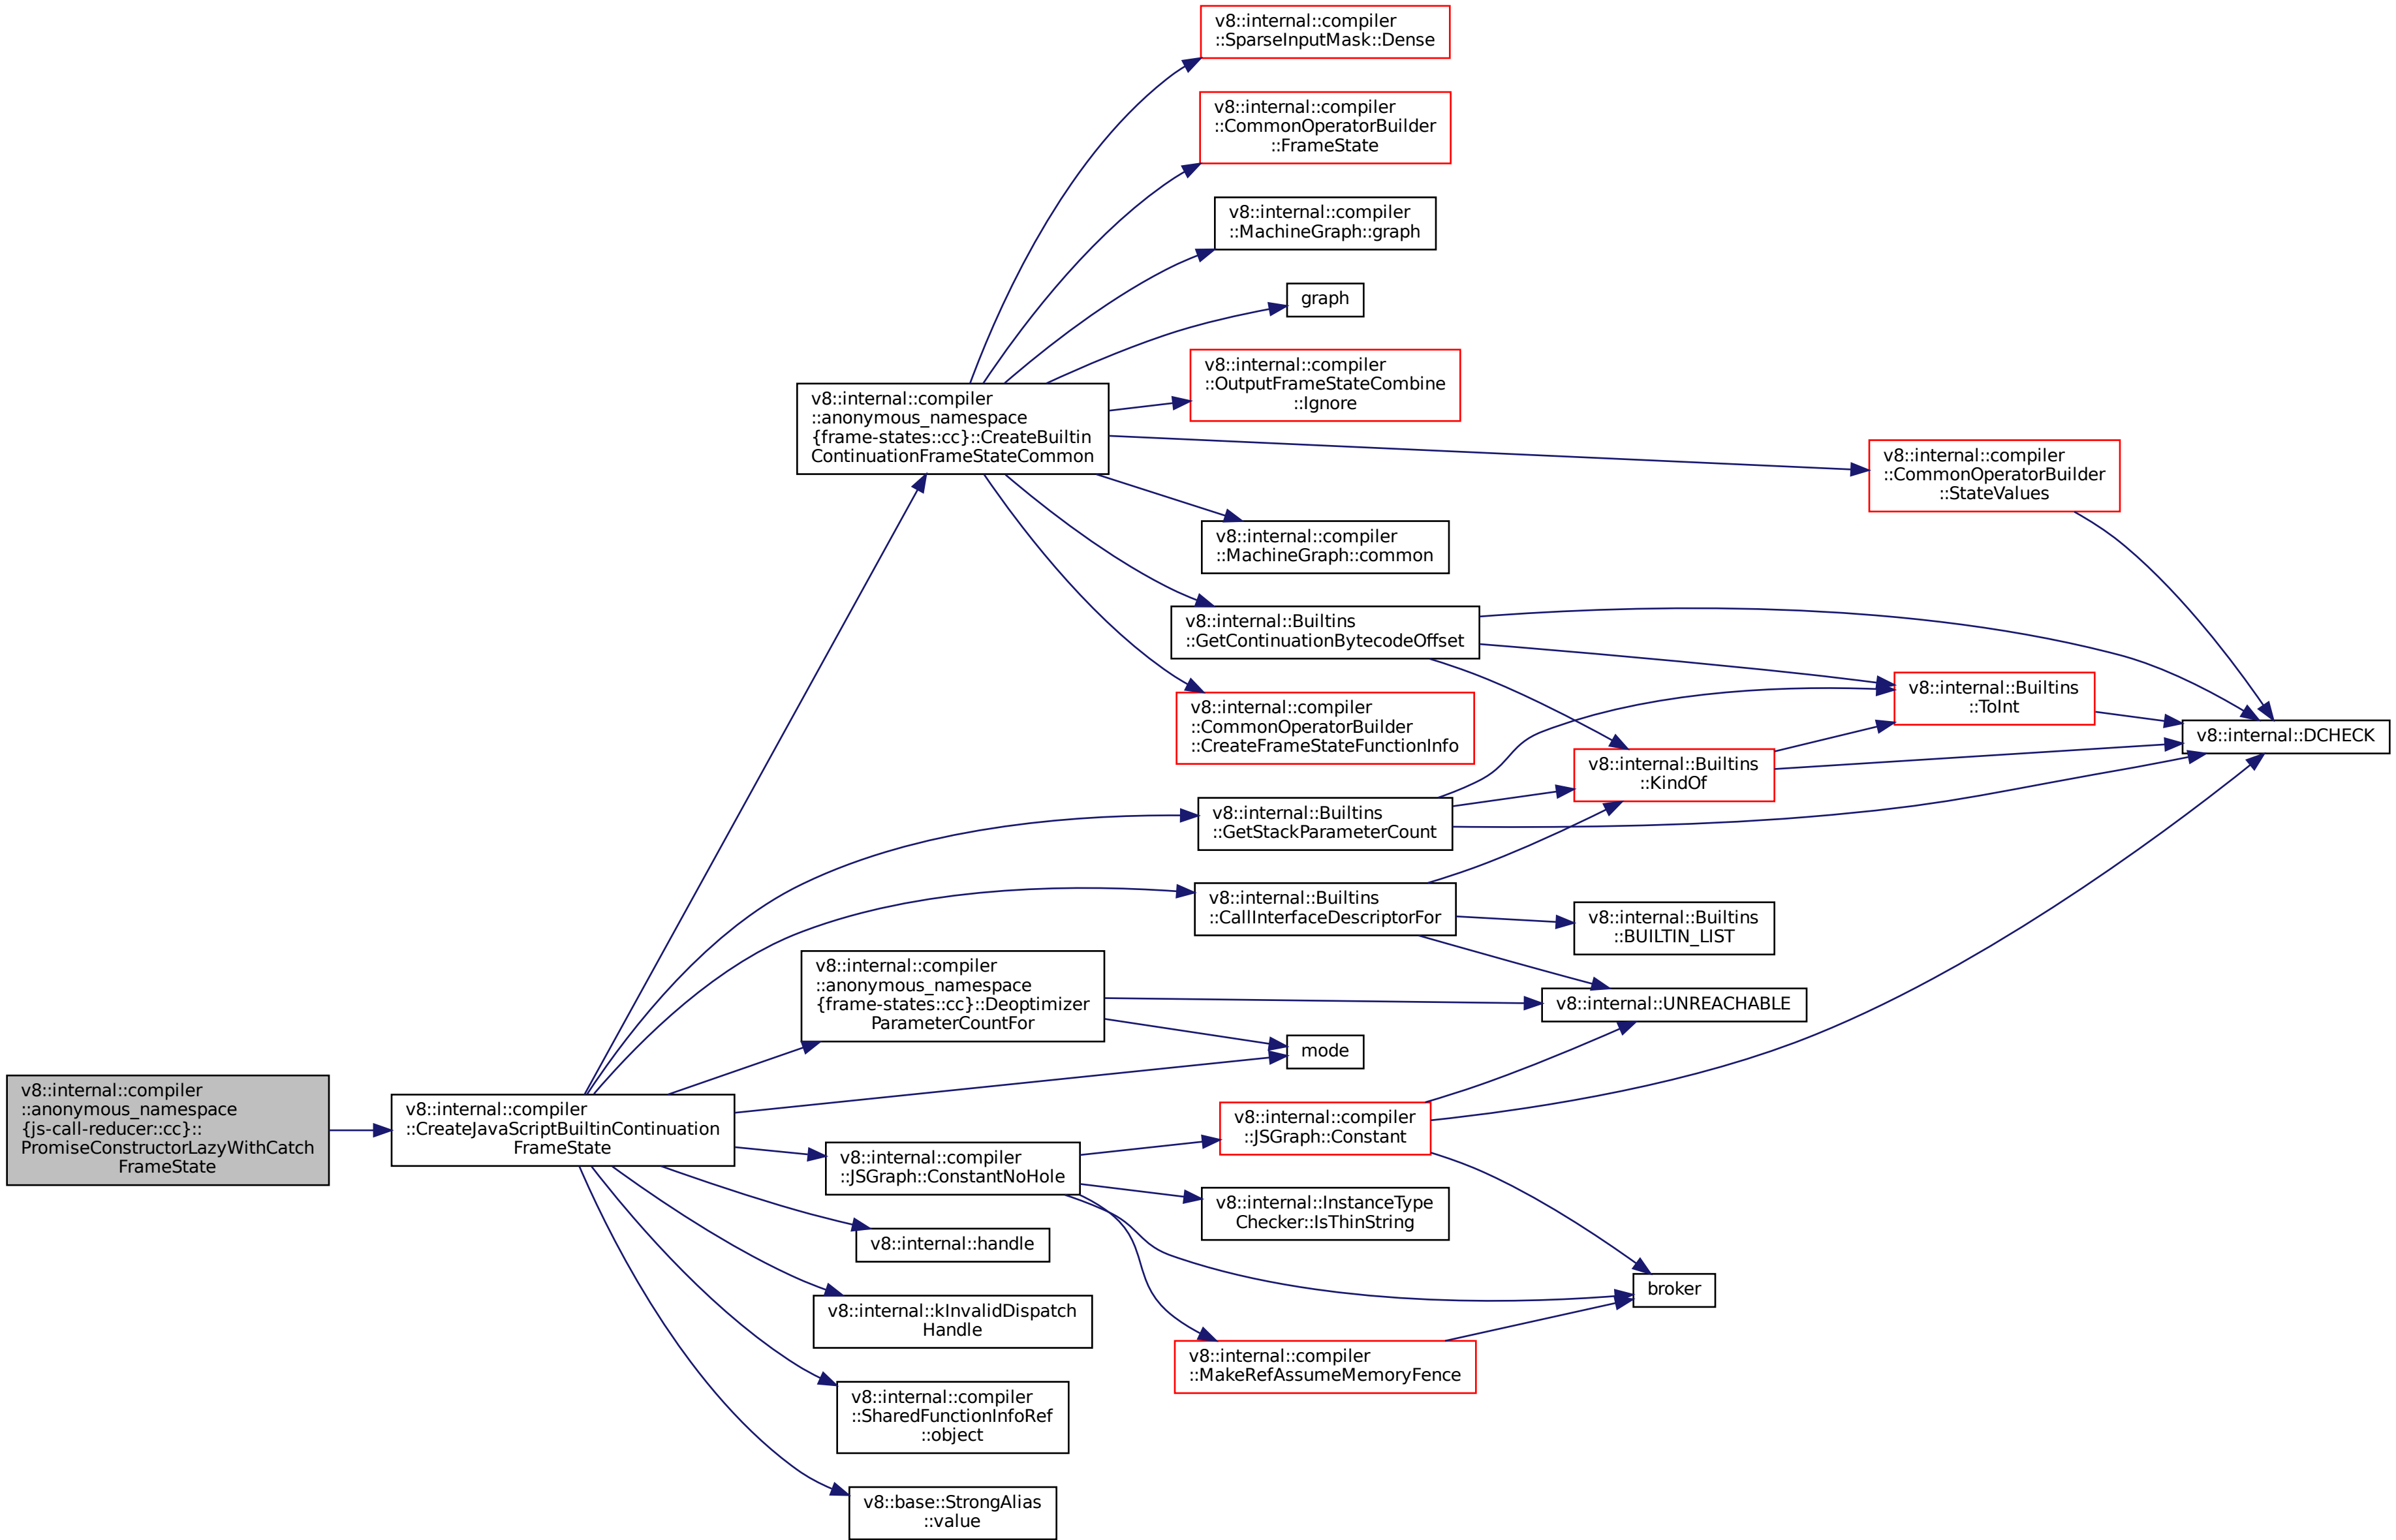 v8::internal::compiler
::SparseInputMask::Dense
v8::internal::compiler
::CommonOperatorBuilder
::FrameState
v8::internal::compiler
::MachineGraph::graph
graph
v8::internal::compiler
::OutputFrameStateCombine
::Ignore
v8::internal::compiler
::anonymous_namespace
{frame-states::cc}::CreateBuiltin
ContinuationFrameStateCommon
v8::internal::compiler
::CommonOperatorBuilder
::StateValues
v8::internal::compiler
::MachineGraph::common
v8::internal::Builtins
::GetContinuationBytecodeOffset
v8::internal::Builtins
::ToInt
v8::internal::compiler
::CommonOperatorBuilder
::CreateFrameStateFunctionInfo
v8::internal::DCHECK
v8::internal::Builtins
::KindOf
v8::internal::Builtins
::GetStackParameterCount
v8::internal::Builtins
::CallInterfaceDescriptorFor
v8::internal::Builtins
::BUILTIN_LIST
v8::internal::compiler
::anonymous_namespace
{frame-states::cc}::Deoptimizer
ParameterCountFor
v8::internal::UNREACHABLE
mode
v8::internal::compiler
::anonymous_namespace
{js-call-reducer::cc}::
PromiseConstructorLazyWithCatch
FrameState
v8::internal::compiler
::CreateJavaScriptBuiltinContinuation
FrameState
v8::internal::compiler
::JSGraph::Constant
v8::internal::compiler
::JSGraph::ConstantNoHole
v8::internal::InstanceType
Checker::IsThinString
v8::internal::handle
broker
v8::internal::kInvalidDispatch
Handle
v8::internal::compiler
::MakeRefAssumeMemoryFence
v8::internal::compiler
::SharedFunctionInfoRef
::object
v8::base::StrongAlias
::value